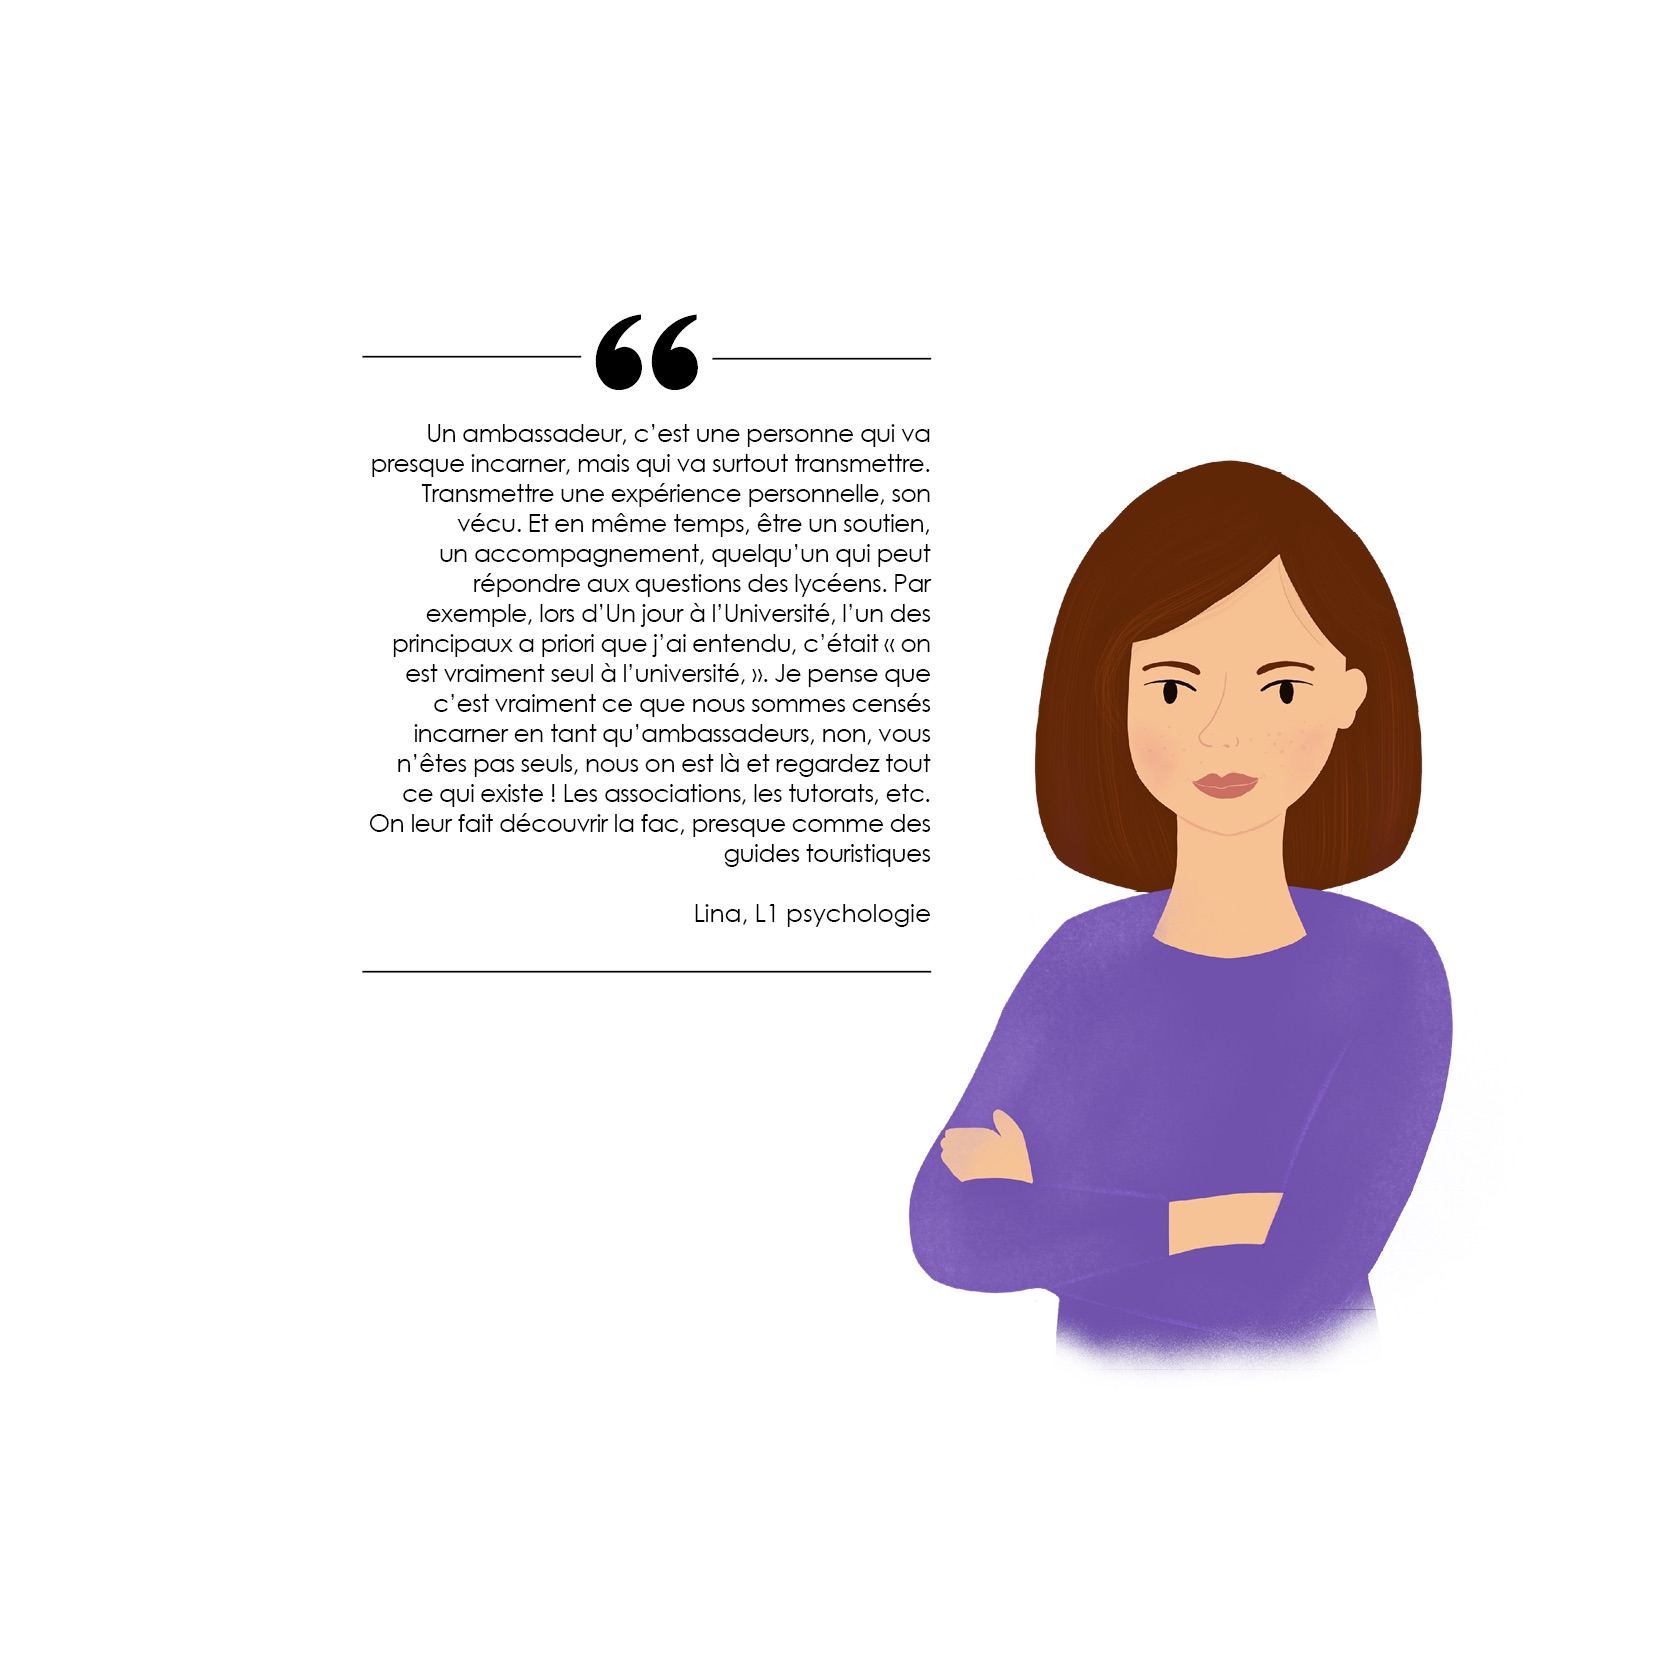 “
Un ambassadeur, c’est une personne qui va
presque incarner, mais qui va surtout transmettre.
Transmettre une expérience personnelle, son
vécu. Et en même temps, être un soutien,
un accompagnement, quelqu’un qui peut
répondre aux questions des lycéens. Par
exemple, lors d’Un jour à l’Université, l’un des
principaux a priori que j’ai entendu, c’était « on
est vraiment seul à l’université, ». Je pense que
c’est vraiment ce que nous sommes censés
incarner en tant qu’ambassadeurs, non, vous
n’êtes pas seuls, nous on est là et regardez tout
ce qui existe ! Les associations, les tutorats, etc.
On leur fait découvrir la fac, presque comme des
guides touristiques
Lina, L1 psychologie